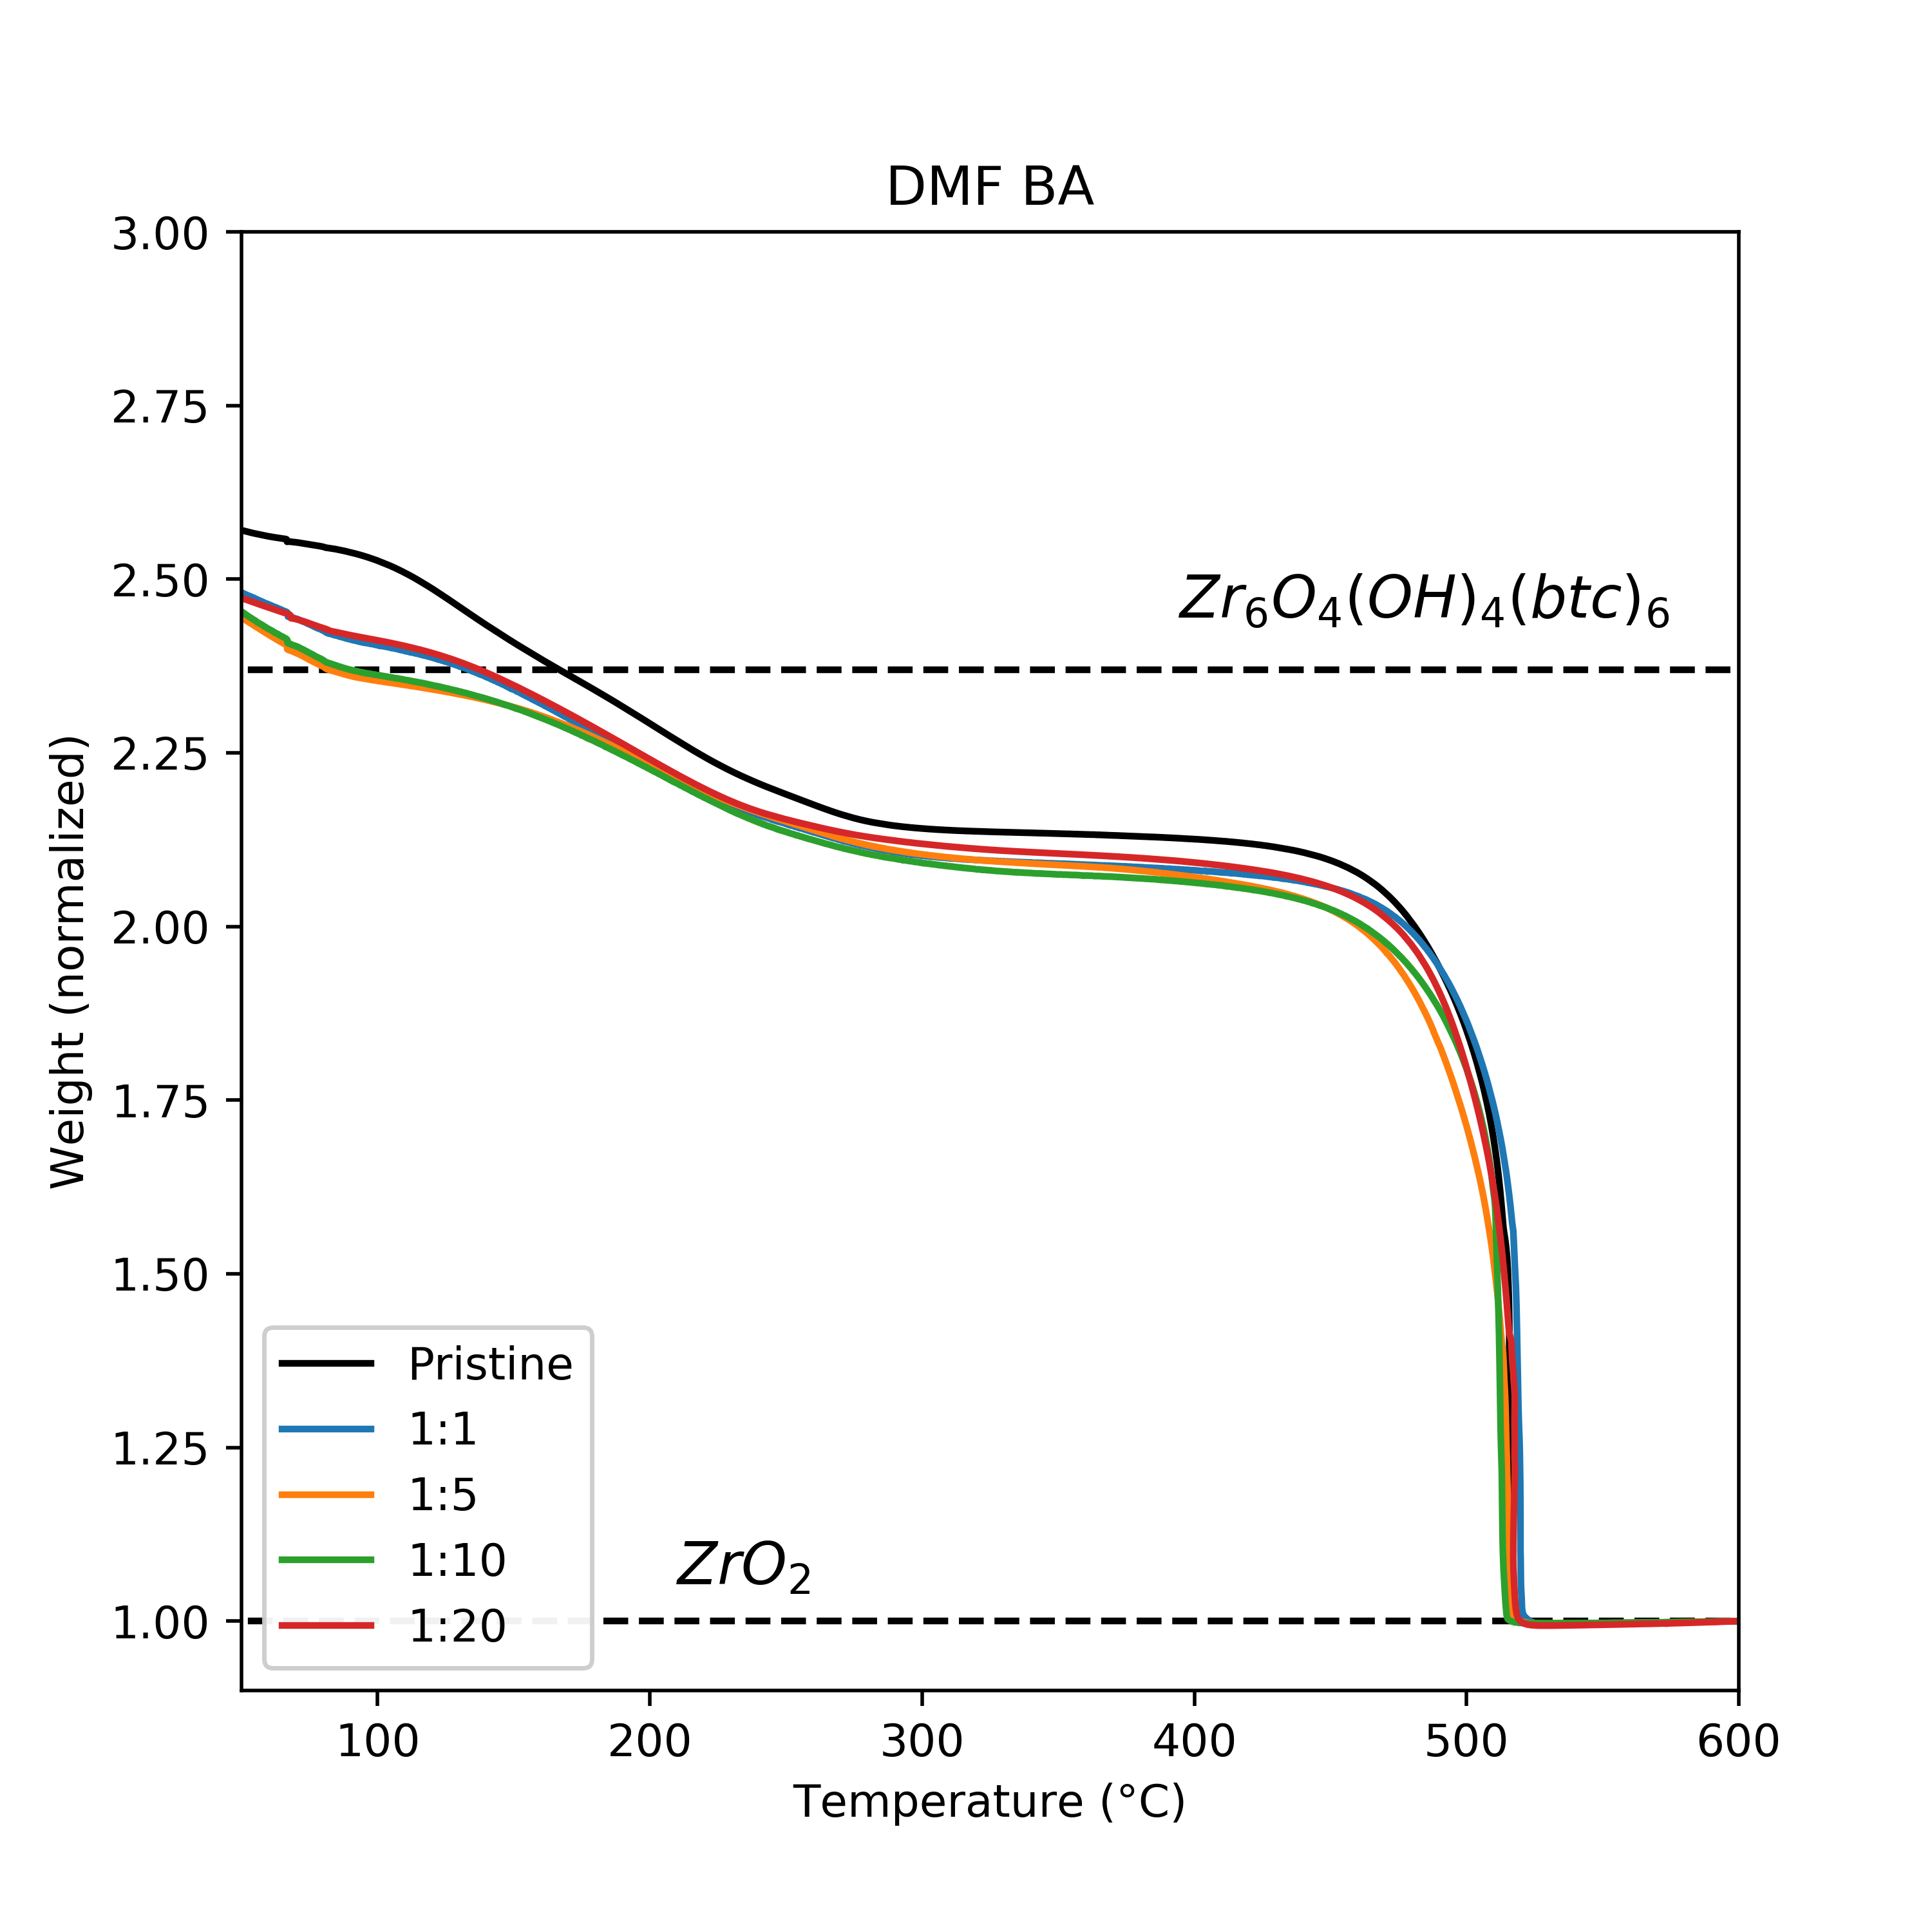 DMF BA
3.00
2.75
2.50
2.25
2.00
1.75
1.50
1.25
1.00
Weight (normalized)
Zr₆O₄(OH)₄(btc)₆
ZrO₂
Pristine
1:1
1:5
1:10
1:20
100 200 300 400 500 600
Temperature (°C)